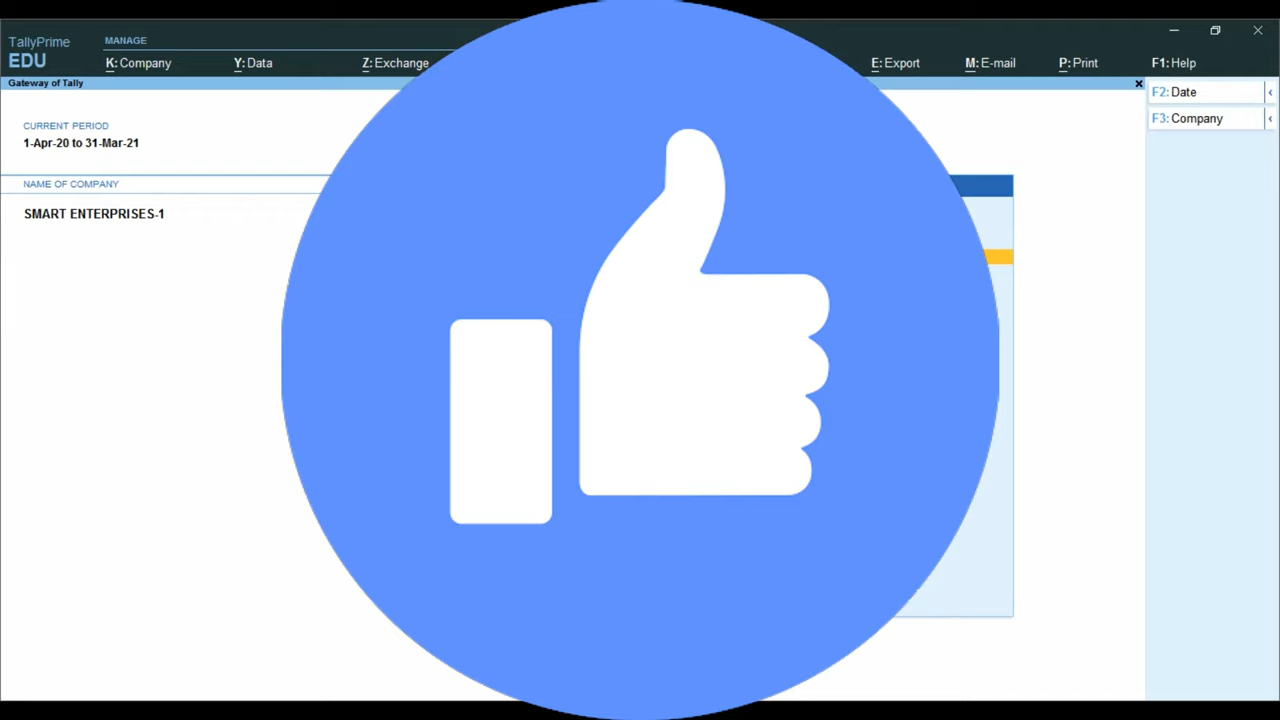 TallyPrime
EDU
MANAGE
K: Company
Y: Data
Z: Exchange
E: Export
M: E-mail
P: Print
F1: Help
Gateway of Tally
F2: Date
F3: Company
CURRENT PERIOD
1-Apr-20 to 31-Mar-21
NAME OF COMPANY
SMART ENTERPRISES-1